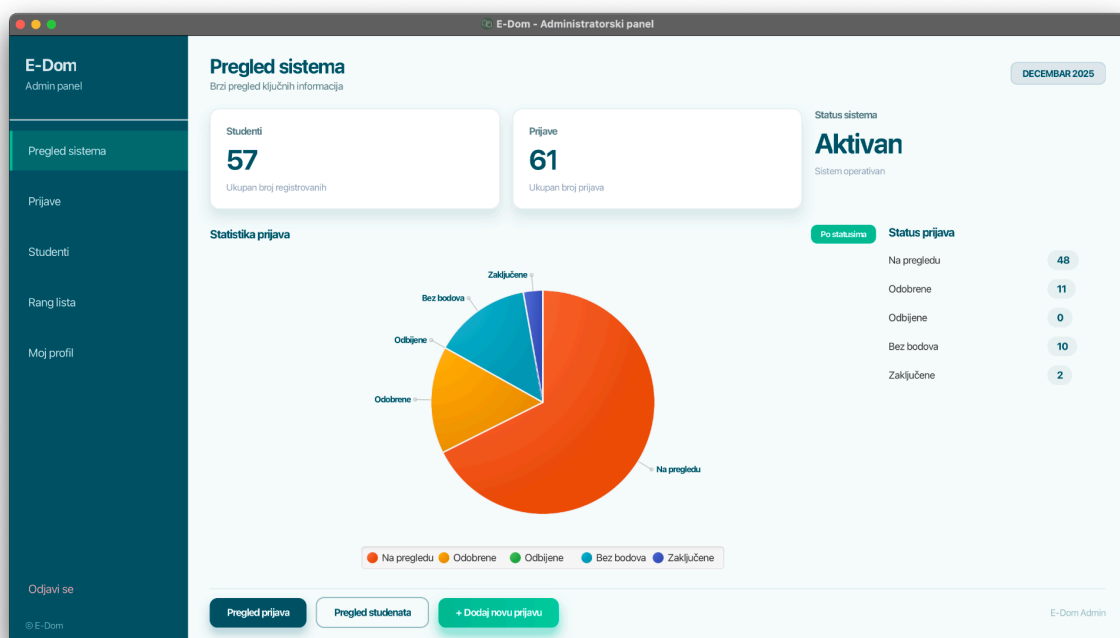 E-Dom - Administratorski panel
E-Dom
Admin panel
Pregled sistema
Prijave
Studenti
Rang lista
Moj profil
Odjavi se
© E-Dom
Pregled sistema
Brzi pregled ključnih informacija
DECEMBAR 2025
Studenti
57
Ukupan broj registrovanih
Prijave
61
Ukupan broj prijava
Status sistema
Aktivan
Sistem operativan
Statistika prijava
Po statusima
Zaključene
Bez bodova
Odbijene
Odobrene
Na pregledu
Na pregledu Odobrene Odbijene Bez bodova Zaključene
Status prijava
Na pregledu 48
Odobrene 11
Odbijene 0
Bez bodova 10
Zaključene 2
Pregled prijava
Pregled studenata
+ Dodaj novu prijavu
E-Dom Admin